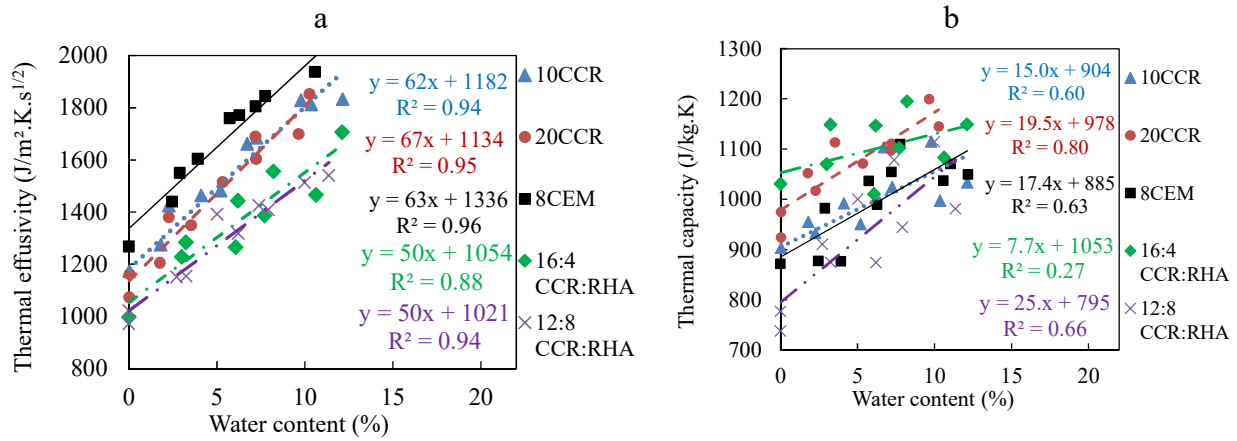 a
Thermal effusivity (J/m².K.s¹/²)
2000
1800
1600
1400
1200
1000
800
0
5
10
15
20
Water content (%)
y = 62x + 1182
R² = 0.94
y = 67x + 1134
R² = 0.95
y = 63x + 1336
R² = 0.96
y = 50x + 1054
R² = 0.88
y = 50x + 1021
R² = 0.94
10CCR
20CCR
8CEM
16:4
CCR:RHA
12:8
CCR:RHA
b
Thermal capacity (J/kg.K)
1300
1200
1100
1000
900
800
700
0
5
10
15
20
Water content (%)
y = 15.0x + 904
R² = 0.60
y = 19.5x + 978
R² = 0.80
y = 17.4x + 885
R² = 0.63
y = 7.7x + 1053
R² = 0.27
y = 25.x + 795
R² = 0.66
10CCR
20CCR
8CEM
16:4
CCR:RHA
12:8
CCR:RHA